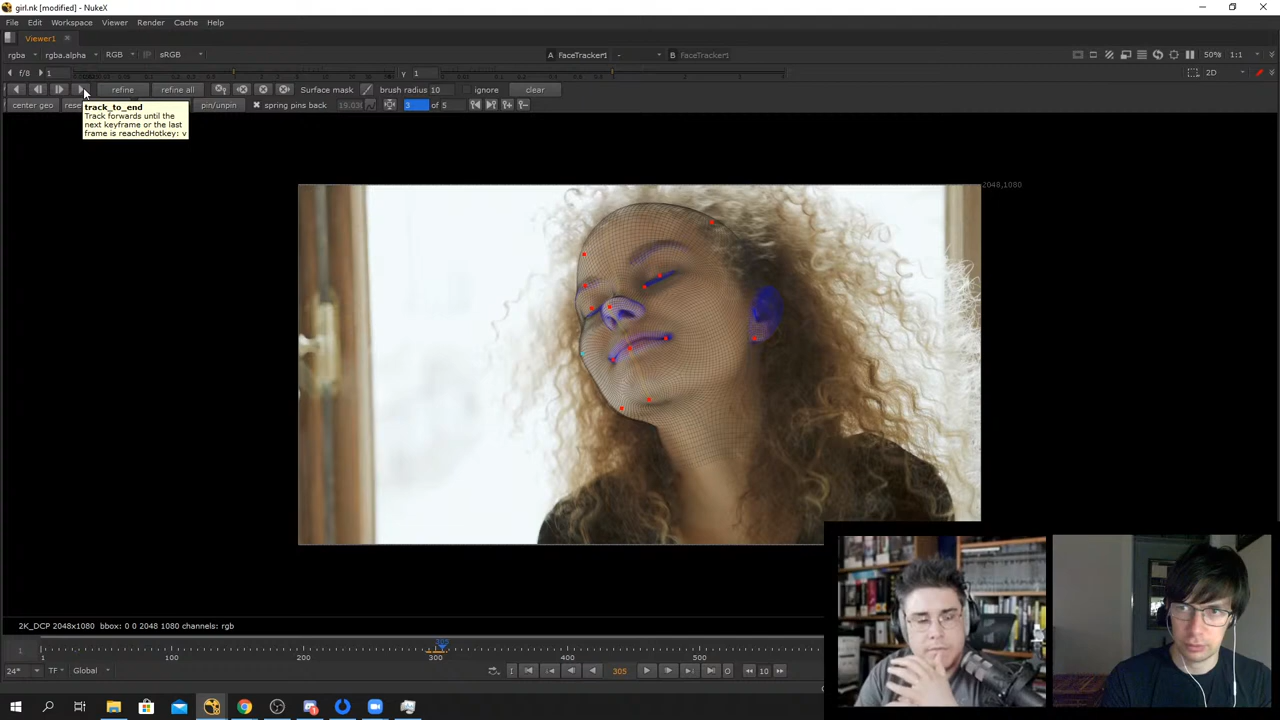 girl.nk [modified] - NukeX
File Edit Workspace Viewer Render Cache Help
Viewer1
rgba rgba.alpha RGB sRGB A FaceTracker1 - B FaceTracker1 50% 1:1
f/8 1 y 1 2D
refine refine all Surface mask brush radius 10 ignore clear
center geo pin/unpin spring pins back 3 of 5
track_to_end
Track forwards until the
next keyframe or the last
frame is reachedHotkey: v
2048,1080
2K_DCP 2048x1080 bbox: 0 0 2048 1080 channels: rgb
305
1 1 100 200 300 400 500
24* TF Global 305 10